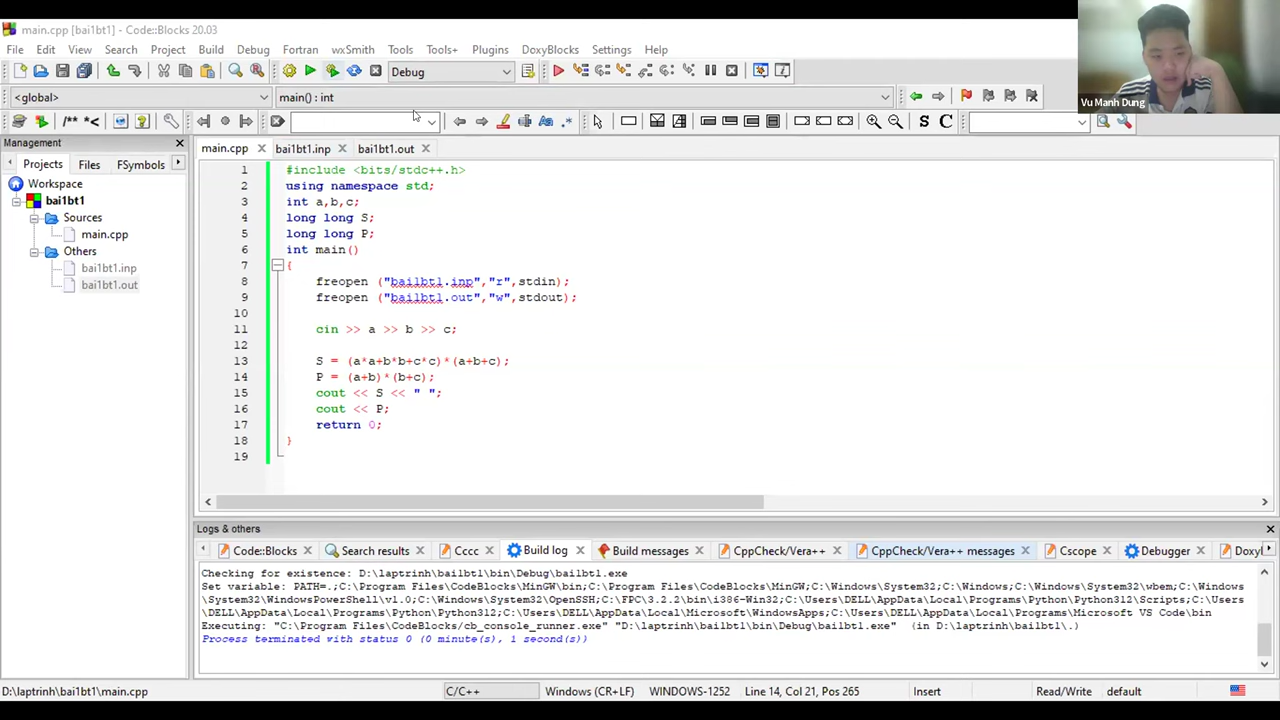 main.cpp [bai1bt1] - Code::Blocks 20.03
File Edit View Search Project Build Debug Fortran wxSmith Tools Tools+ Plugins DoxyBlocks Settings Help
Debug
<global> main() : int
/** *< S C
Vu Manh Dung
Management
Projects Files FSymbols
Workspace
bai1bt1
Sources
main.cpp
Others
bai1bt1.inp
bai1bt1.out
main.cpp bai1bt1.inp bai1bt1.out
1 #include <bits/stdc++.h>
2 using namespace std;
3 int a,b,c;
4 long long S;
5 long long P;
6 int main()
7 {
8 freopen ("bai1bt1.inp","r",stdin);
9 freopen ("bai1bt1.out","w",stdout);
10
11 cin >> a >> b >> c;
12
13 S = (a*a+b*b+c*c)*(a+b+c);
14 P = (a+b)*(b+c);
15 cout << S << " ";
16 cout << P;
17 return 0;
18 }
19
Logs & others
Code::Blocks Search results Cccc Build log Build messages CppCheck/Vera++ CppCheck/Vera++ messages Cscope Debugger Doxyl
Checking for existence: D:\laptrinh\bai1bt1\bin\Debug\bai1bt1.exe
Set variable: PATH=.;C:\Program Files\CodeBlocks\MinGW\bin;C:\Program Files\CodeBlocks\MinGW;C:\Windows\System32;C:\Windows;C:\Windows\System32\wbem;C:\Windows
\System32\WindowsPowerShell\v1.0;C:\Windows\System32\OpenSSH;C:\FPC\3.2.2\bin\i386-Win32;C:\Users\DELL\AppData\Local\Programs\Python\Python312\Scripts;C:\Users
\DELL\AppData\Local\Programs\Python\Python312;C:\Users\DELL\AppData\Local\Microsoft\WindowsApps;C:\Users\DELL\AppData\Local\Programs\Microsoft VS Code\bin
Executing: "C:\Program Files\CodeBlocks/cb_console_runner.exe" "D:\laptrinh\bai1bt1\bin\Debug\bai1bt1.exe" (in D:\laptrinh\bai1bt1\.)
Process terminated with status 0 (0 minute(s), 1 second(s))
D:\laptrinh\bai1bt1\main.cpp C/C++ Windows (CR+LF) WINDOWS-1252 Line 14, Col 21, Pos 265 Insert Read/Write default